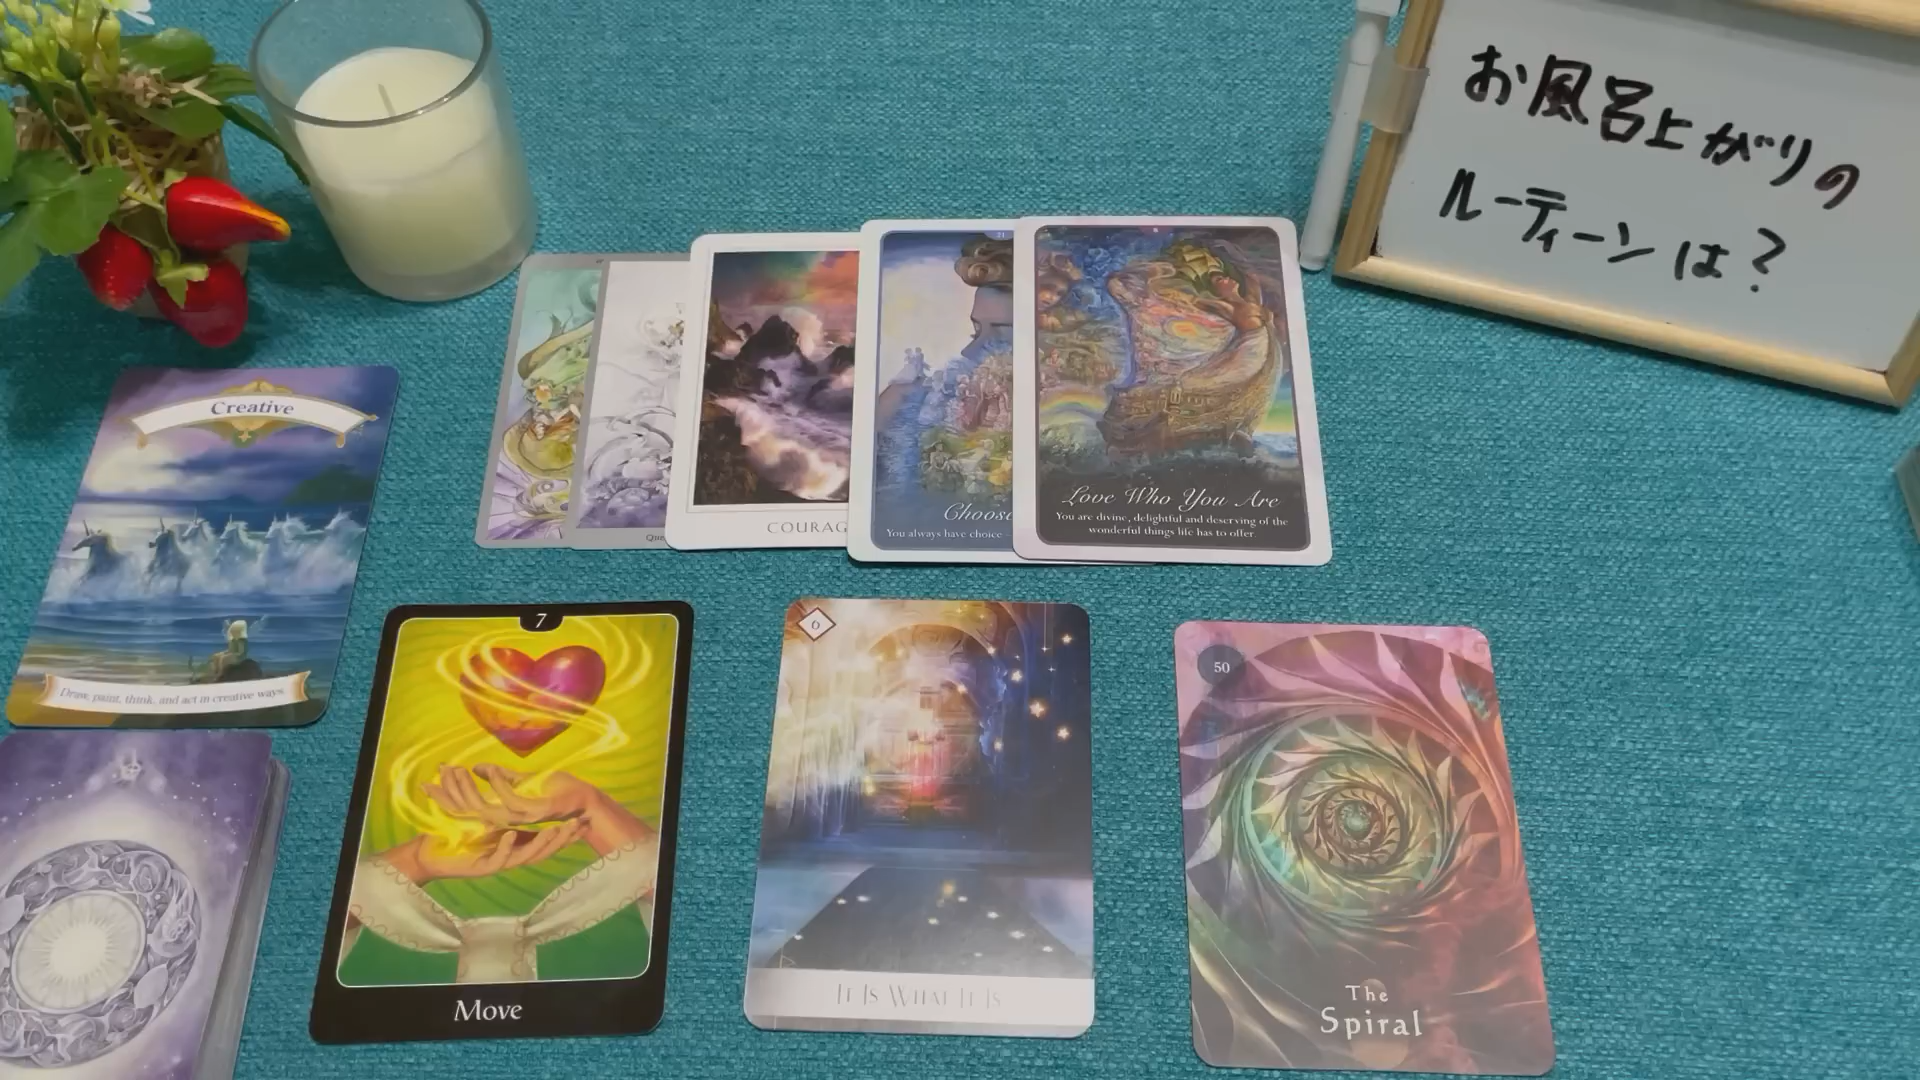 お風呂上がりの
ルーティーンは?
Creative
Draw, paint, think, and act in creative ways.
COURAG
21
Choose
You always have choice -
Love Who You Are
You are divine, delightful and deserving of the
wonderful things life has to offer.
7
Move
6
It Is What It Is
50
The
Spiral